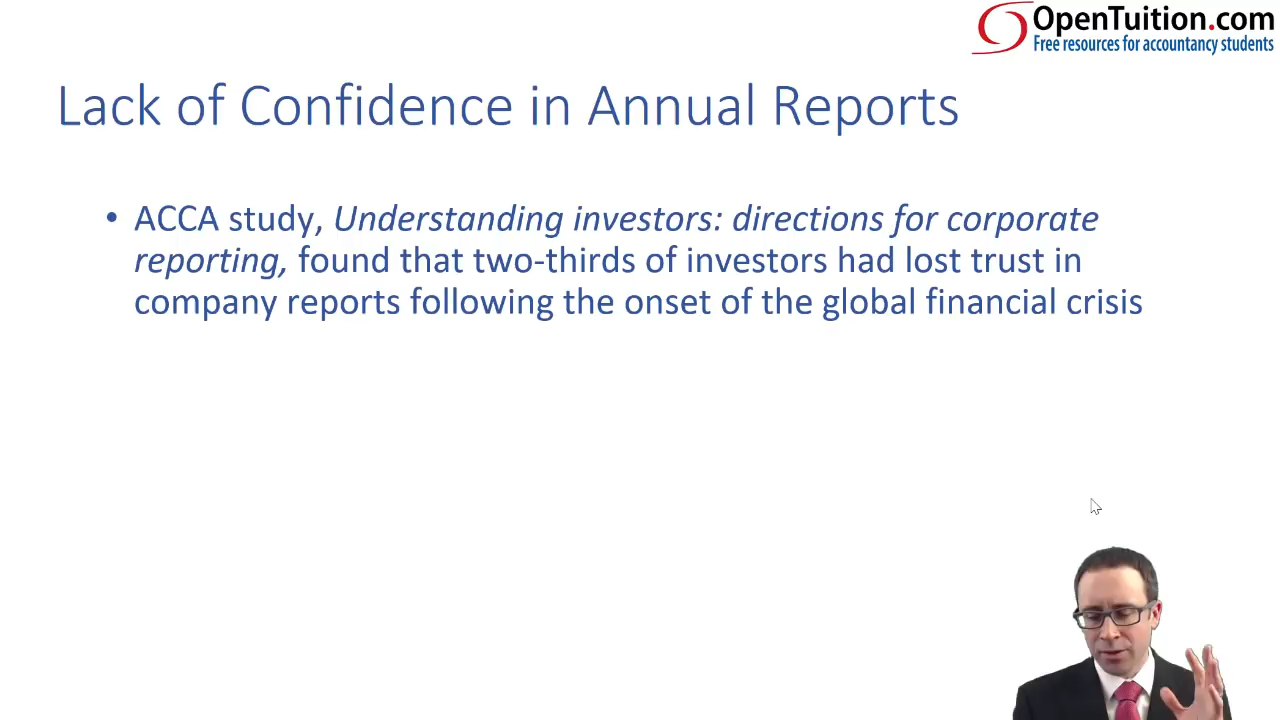 OpenTuition.com
Free resources for accountancy students
Lack of Confidence in Annual Reports
• ACCA study, Understanding investors: directions for corporate
reporting, found that two-thirds of investors had lost trust in
company reports following the onset of the global financial crisis